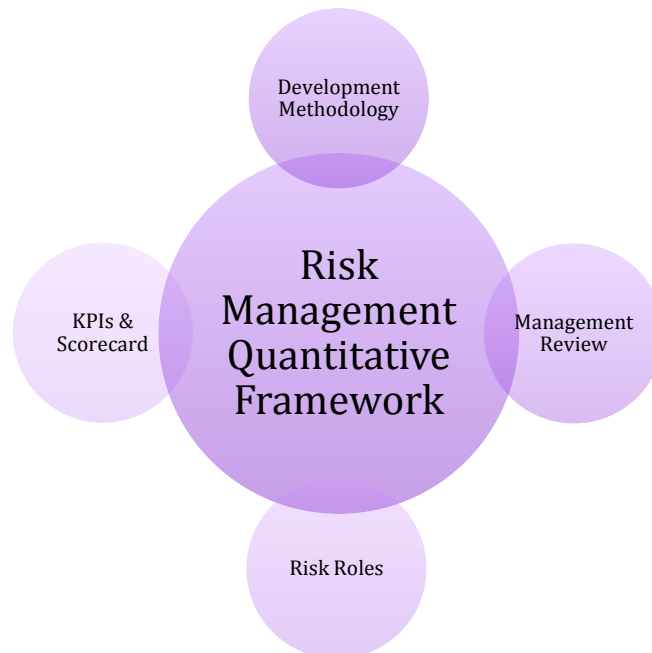 Development
Methodology
Risk
Management
Quantitative
Framework
KPIs &
Scorecard
Management
Review
Risk Roles